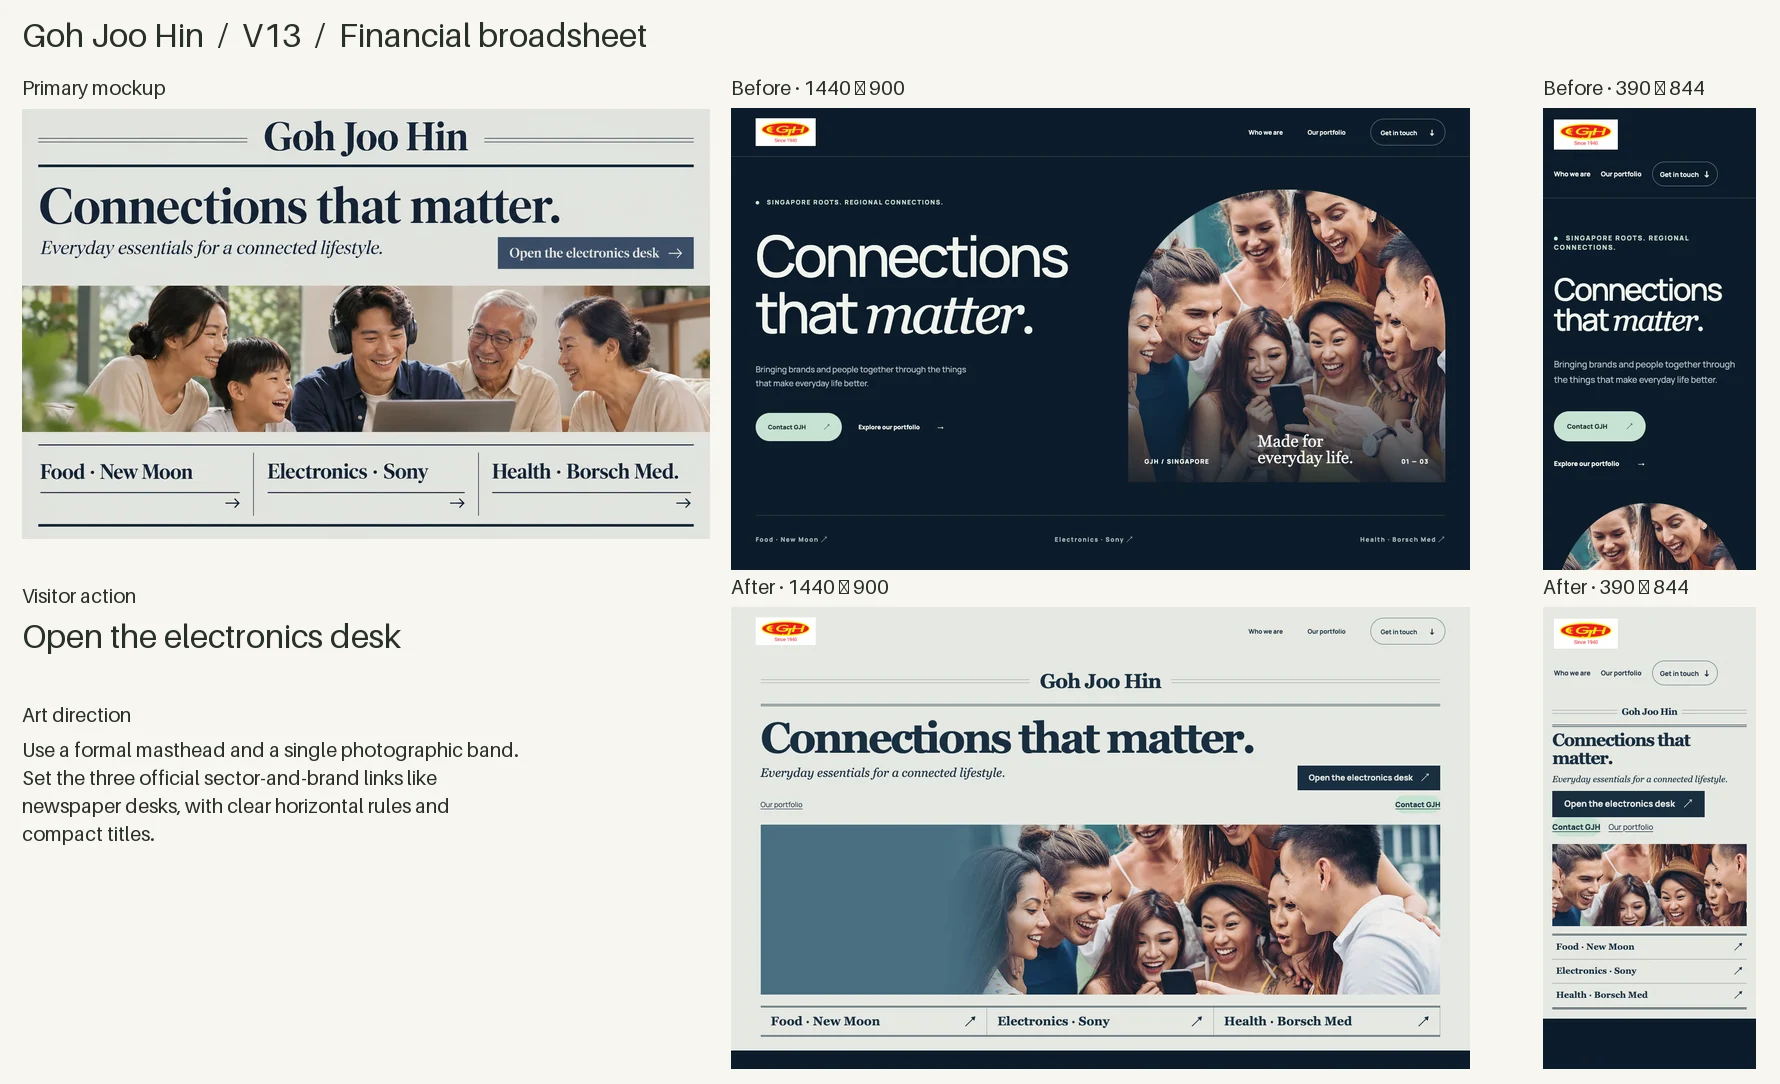 Goh Joo Hin / V13 / Financial broadsheet
Primary mockup
Goh Joo Hin
Connections that matter.
Everyday essentials for a connected lifestyle.
Open the electronics desk →
Food · New Moon
→
Electronics · Sony
→
Health · Borsch Med.
→
Visitor action
Open the electronics desk
Art direction
Use a formal masthead and a single photographic band.
Set the three official sector-and-brand links like
newspaper desks, with clear horizontal rules and
compact titles.
Before · 1440 900
GJH
Since 1940
Who we are
Our portfolio
Get in touch ↓
SINGAPORE ROOTS. REGIONAL CONNECTIONS.
Connections
that matter.
Bringing brands and people together through the things
that make everyday life better.
Contact GJH ↗
Explore our portfolio →
GJH / SINGAPORE
Made for
everyday life.
01 — 03
Food · New Moon ↗
Electronics · Sony ↗
Health · Borsch Med ↗
Before · 390 844
GJH
Since 1940
Who we are
Our portfolio
Get in touch ↓
SINGAPORE ROOTS. REGIONAL
CONNECTIONS.
Connections
that matter.
Bringing brands and people together through
the things that make everyday life better.
Contact GJH ↗
Explore our portfolio →
After · 1440 900
GJH
Since 1940
Who we are
Our portfolio
Get in touch ↓
Goh Joo Hin
Connections that matter.
Everyday essentials for a connected lifestyle.
Open the electronics desk ↗
Our portfolio
Contact GJH
Food · New Moon ↗
Electronics · Sony ↗
Health · Borsch Med ↗
After · 390 844
GJH
Since 1940
Who we are
Our portfolio
Get in touch ↓
Goh Joo Hin
Connections that
matter.
Everyday essentials for a connected lifestyle.
Open the electronics desk ↗
Contact GJH
Our portfolio
Food · New Moon ↗
Electronics · Sony ↗
Health · Borsch Med ↗